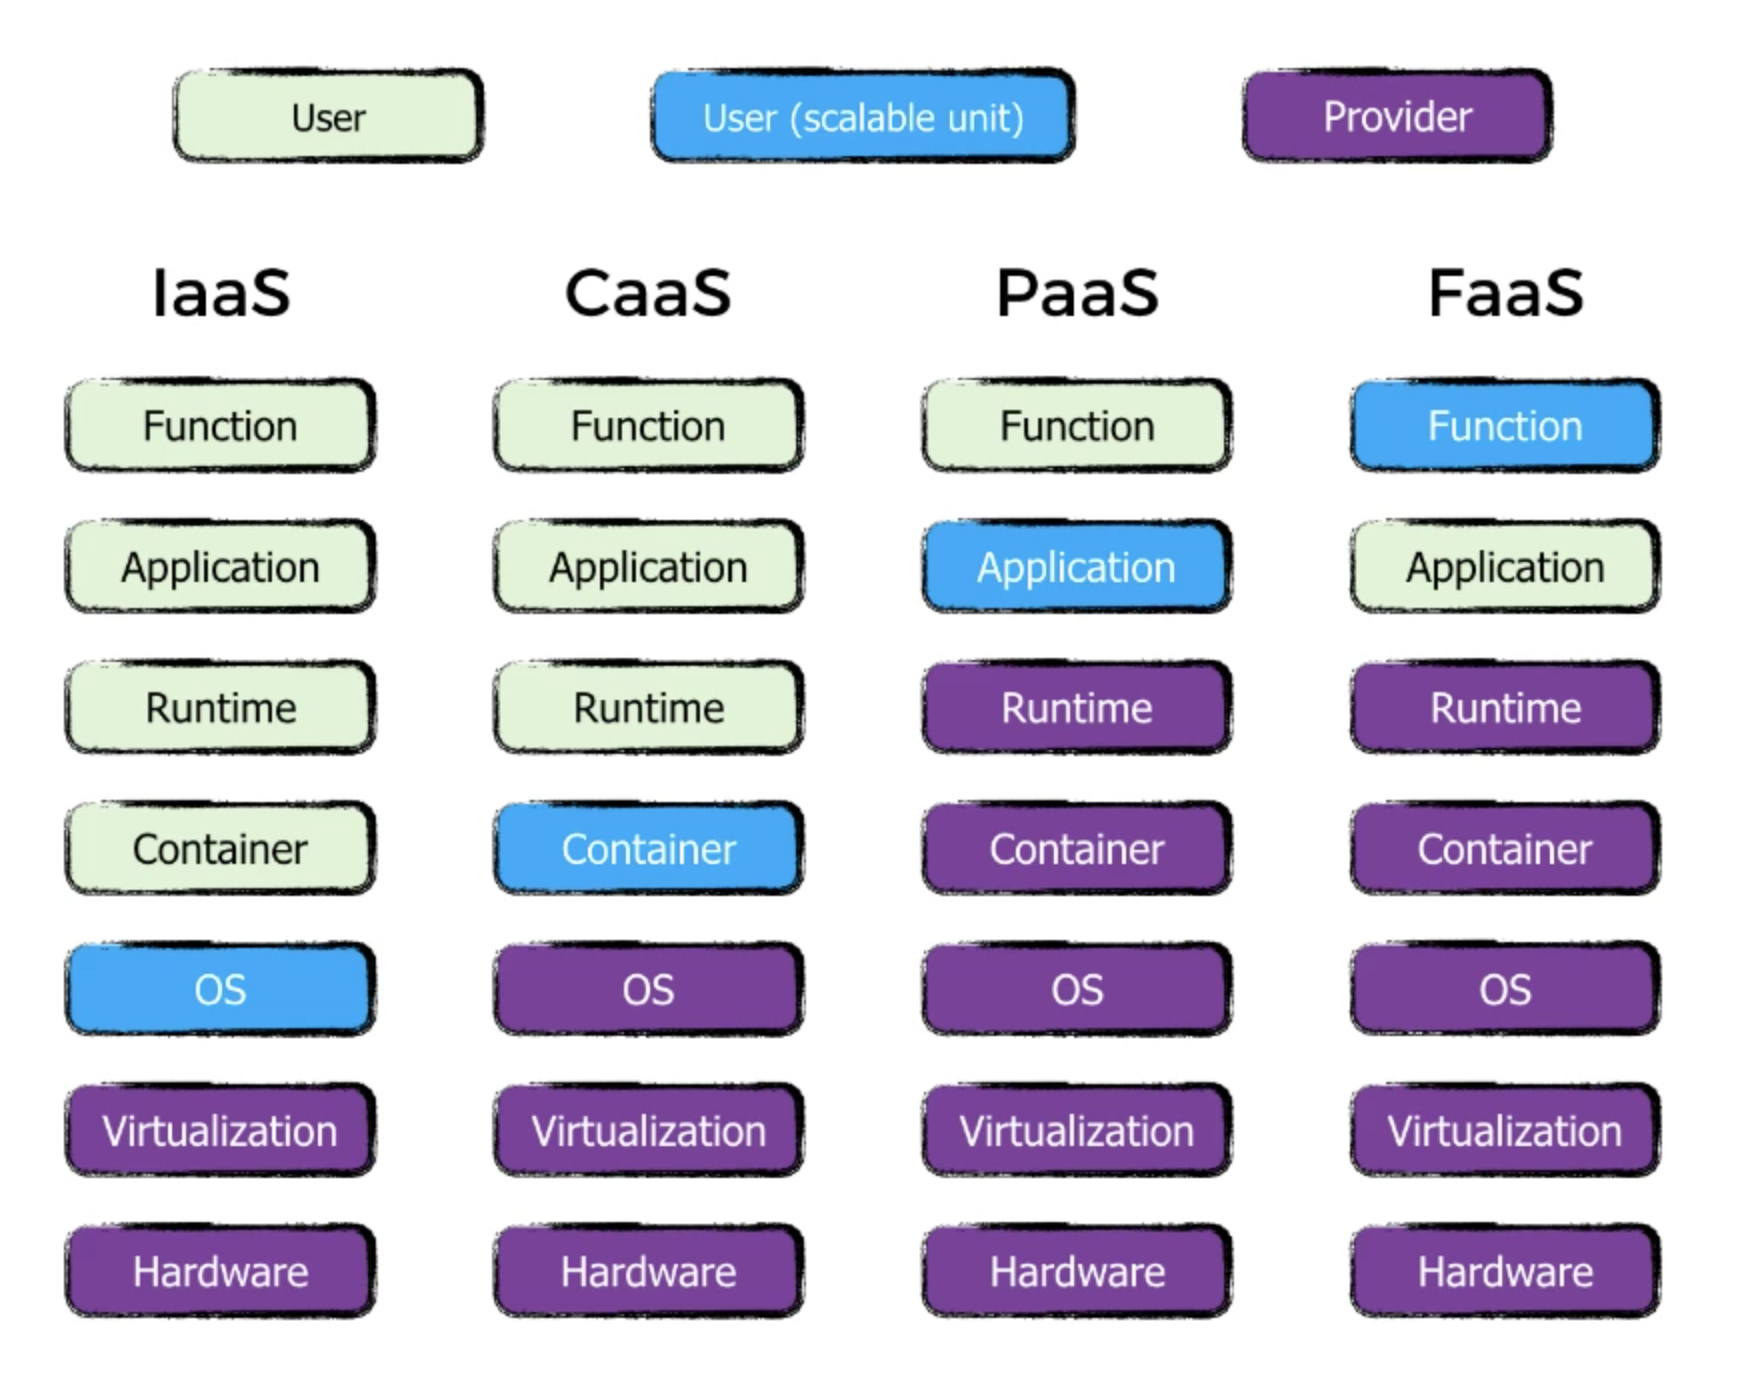 User
User (scalable unit)
Provider
IaaS
CaaS
PaaS
FaaS
Function
Function
Function
Function
Application
Application
Application
Application
Runtime
Runtime
Runtime
Runtime
Container
Container
Container
Container
OS
OS
OS
OS
Virtualization
Virtualization
Virtualization
Virtualization
Hardware
Hardware
Hardware
Hardware